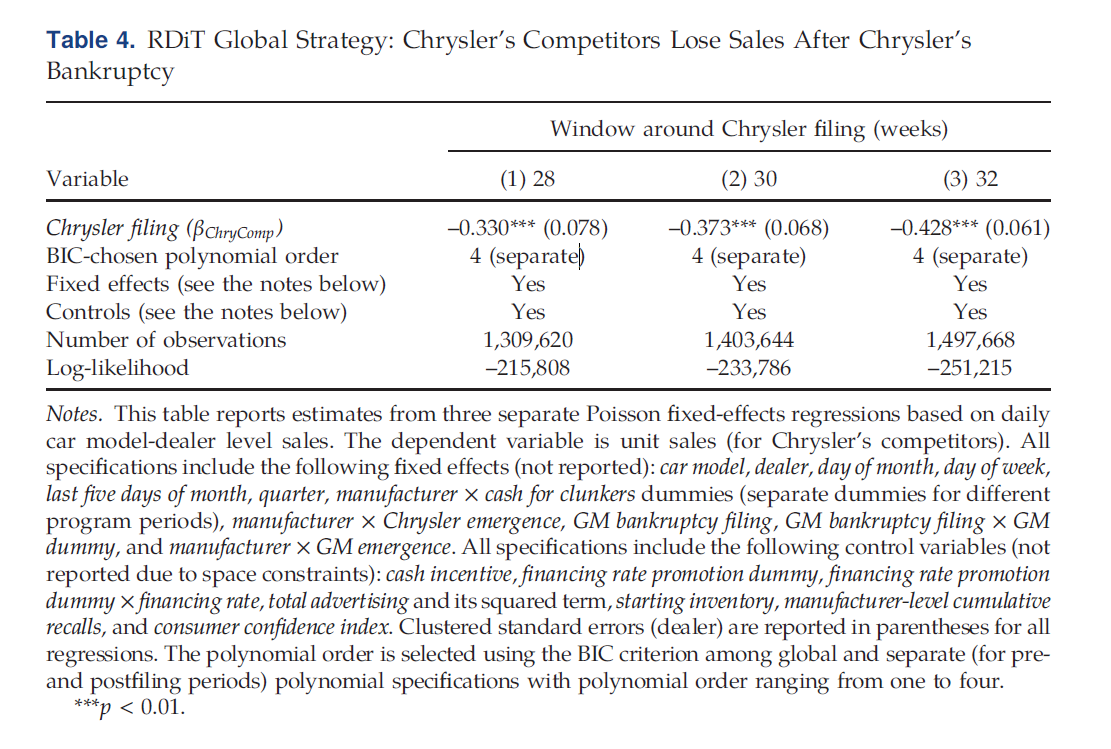 Table 4. RDiT Global Strategy: Chrysler's Competitors Lose Sales After Chrysler's
Bankruptcy
Window around Chrysler filing (weeks)
Variable (1) 28 (2) 30 (3) 32
Chrysler filing (βChryComp) –0.330*** (0.078) –0.373*** (0.068) –0.428*** (0.061)
BIC-chosen polynomial order 4 (separate) 4 (separate) 4 (separate)
Fixed effects (see the notes below) Yes Yes Yes
Controls (see the notes below) Yes Yes Yes
Number of observations 1,309,620 1,403,644 1,497,668
Log-likelihood –215,808 –233,786 –251,215
Notes. This table reports estimates from three separate Poisson fixed-effects regressions based on daily
car model-dealer level sales. The dependent variable is unit sales (for Chrysler's competitors). All
specifications include the following fixed effects (not reported): car model, dealer, day of month, day of week,
last five days of month, quarter, manufacturer × cash for clunkers dummies (separate dummies for different
program periods), manufacturer × Chrysler emergence, GM bankruptcy filing, GM bankruptcy filing × GM
dummy, and manufacturer × GM emergence. All specifications include the following control variables (not
reported due to space constraints): cash incentive, financing rate promotion dummy, financing rate promotion
dummy × financing rate, total advertising and its squared term, starting inventory, manufacturer-level cumulative
recalls, and consumer confidence index. Clustered standard errors (dealer) are reported in parentheses for all
regressions. The polynomial order is selected using the BIC criterion among global and separate (for pre-
and postfiling periods) polynomial specifications with polynomial order ranging from one to four.
***p < 0.01.